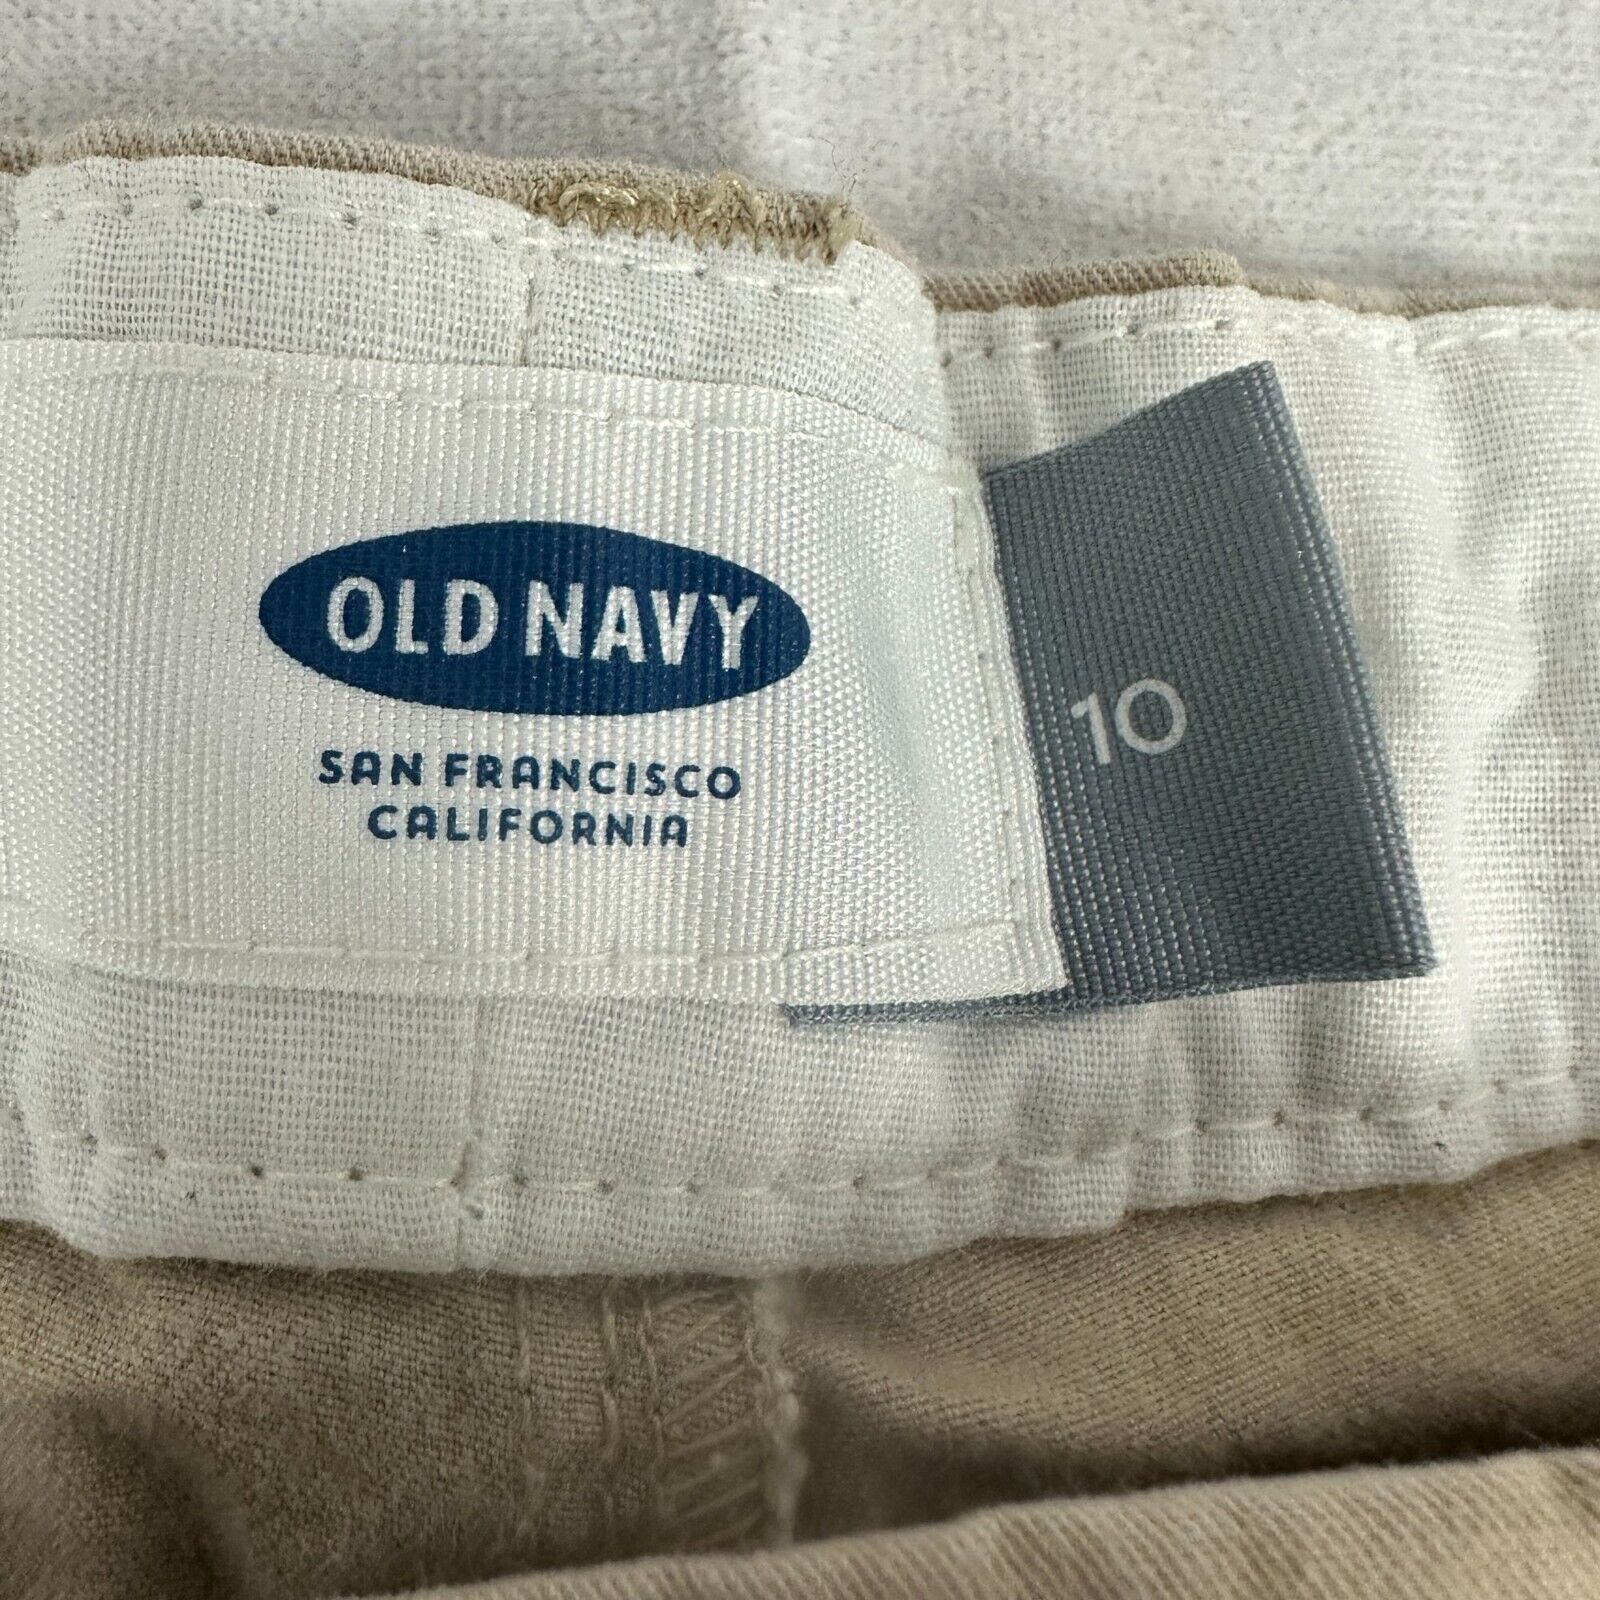 OLD NAVY
SAN FRANCISCO
CALIFORNIA
10